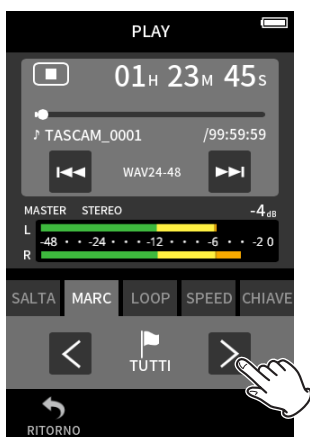 PLAY
01H 23M 45S
♪ TASCAM_0001 /99:59:59
WAV24-48
MASTER STEREO -4dB
L
-48 • • -24 • • • -12 • • • -6 • • -2 0
R
SALTA MARC LOOP SPEED CHIAVE
TUTTI
RITORNO